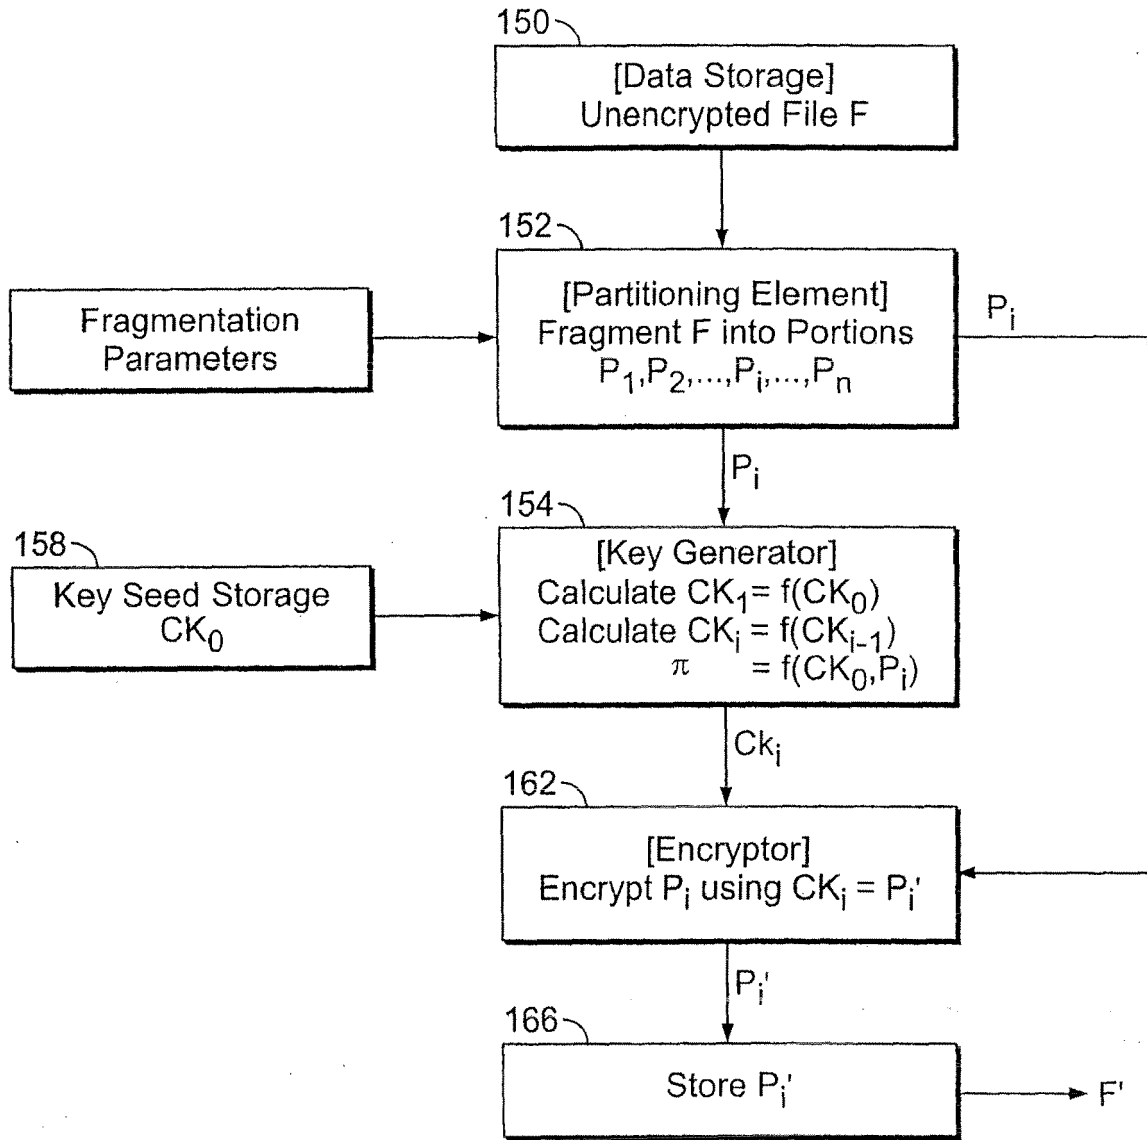 150
[Data Storage]
Unencrypted File F
152
[Partitioning Element]
Fragment F into Portions
P₁,P₂,...,Pᵢ,...,Pₙ
Pᵢ
Fragmentation
Parameters
Pᵢ
154
[Key Generator]
Calculate CK₁= f(CK₀)
Calculate CKᵢ = f(CKᵢ₋₁)
π = f(CK₀,Pᵢ)
158
Key Seed Storage
CK₀
Ckᵢ
162
[Encryptor]
Encrypt Pᵢ using CKᵢ = Pᵢ'
Pᵢ'
166
Store Pᵢ'
F'